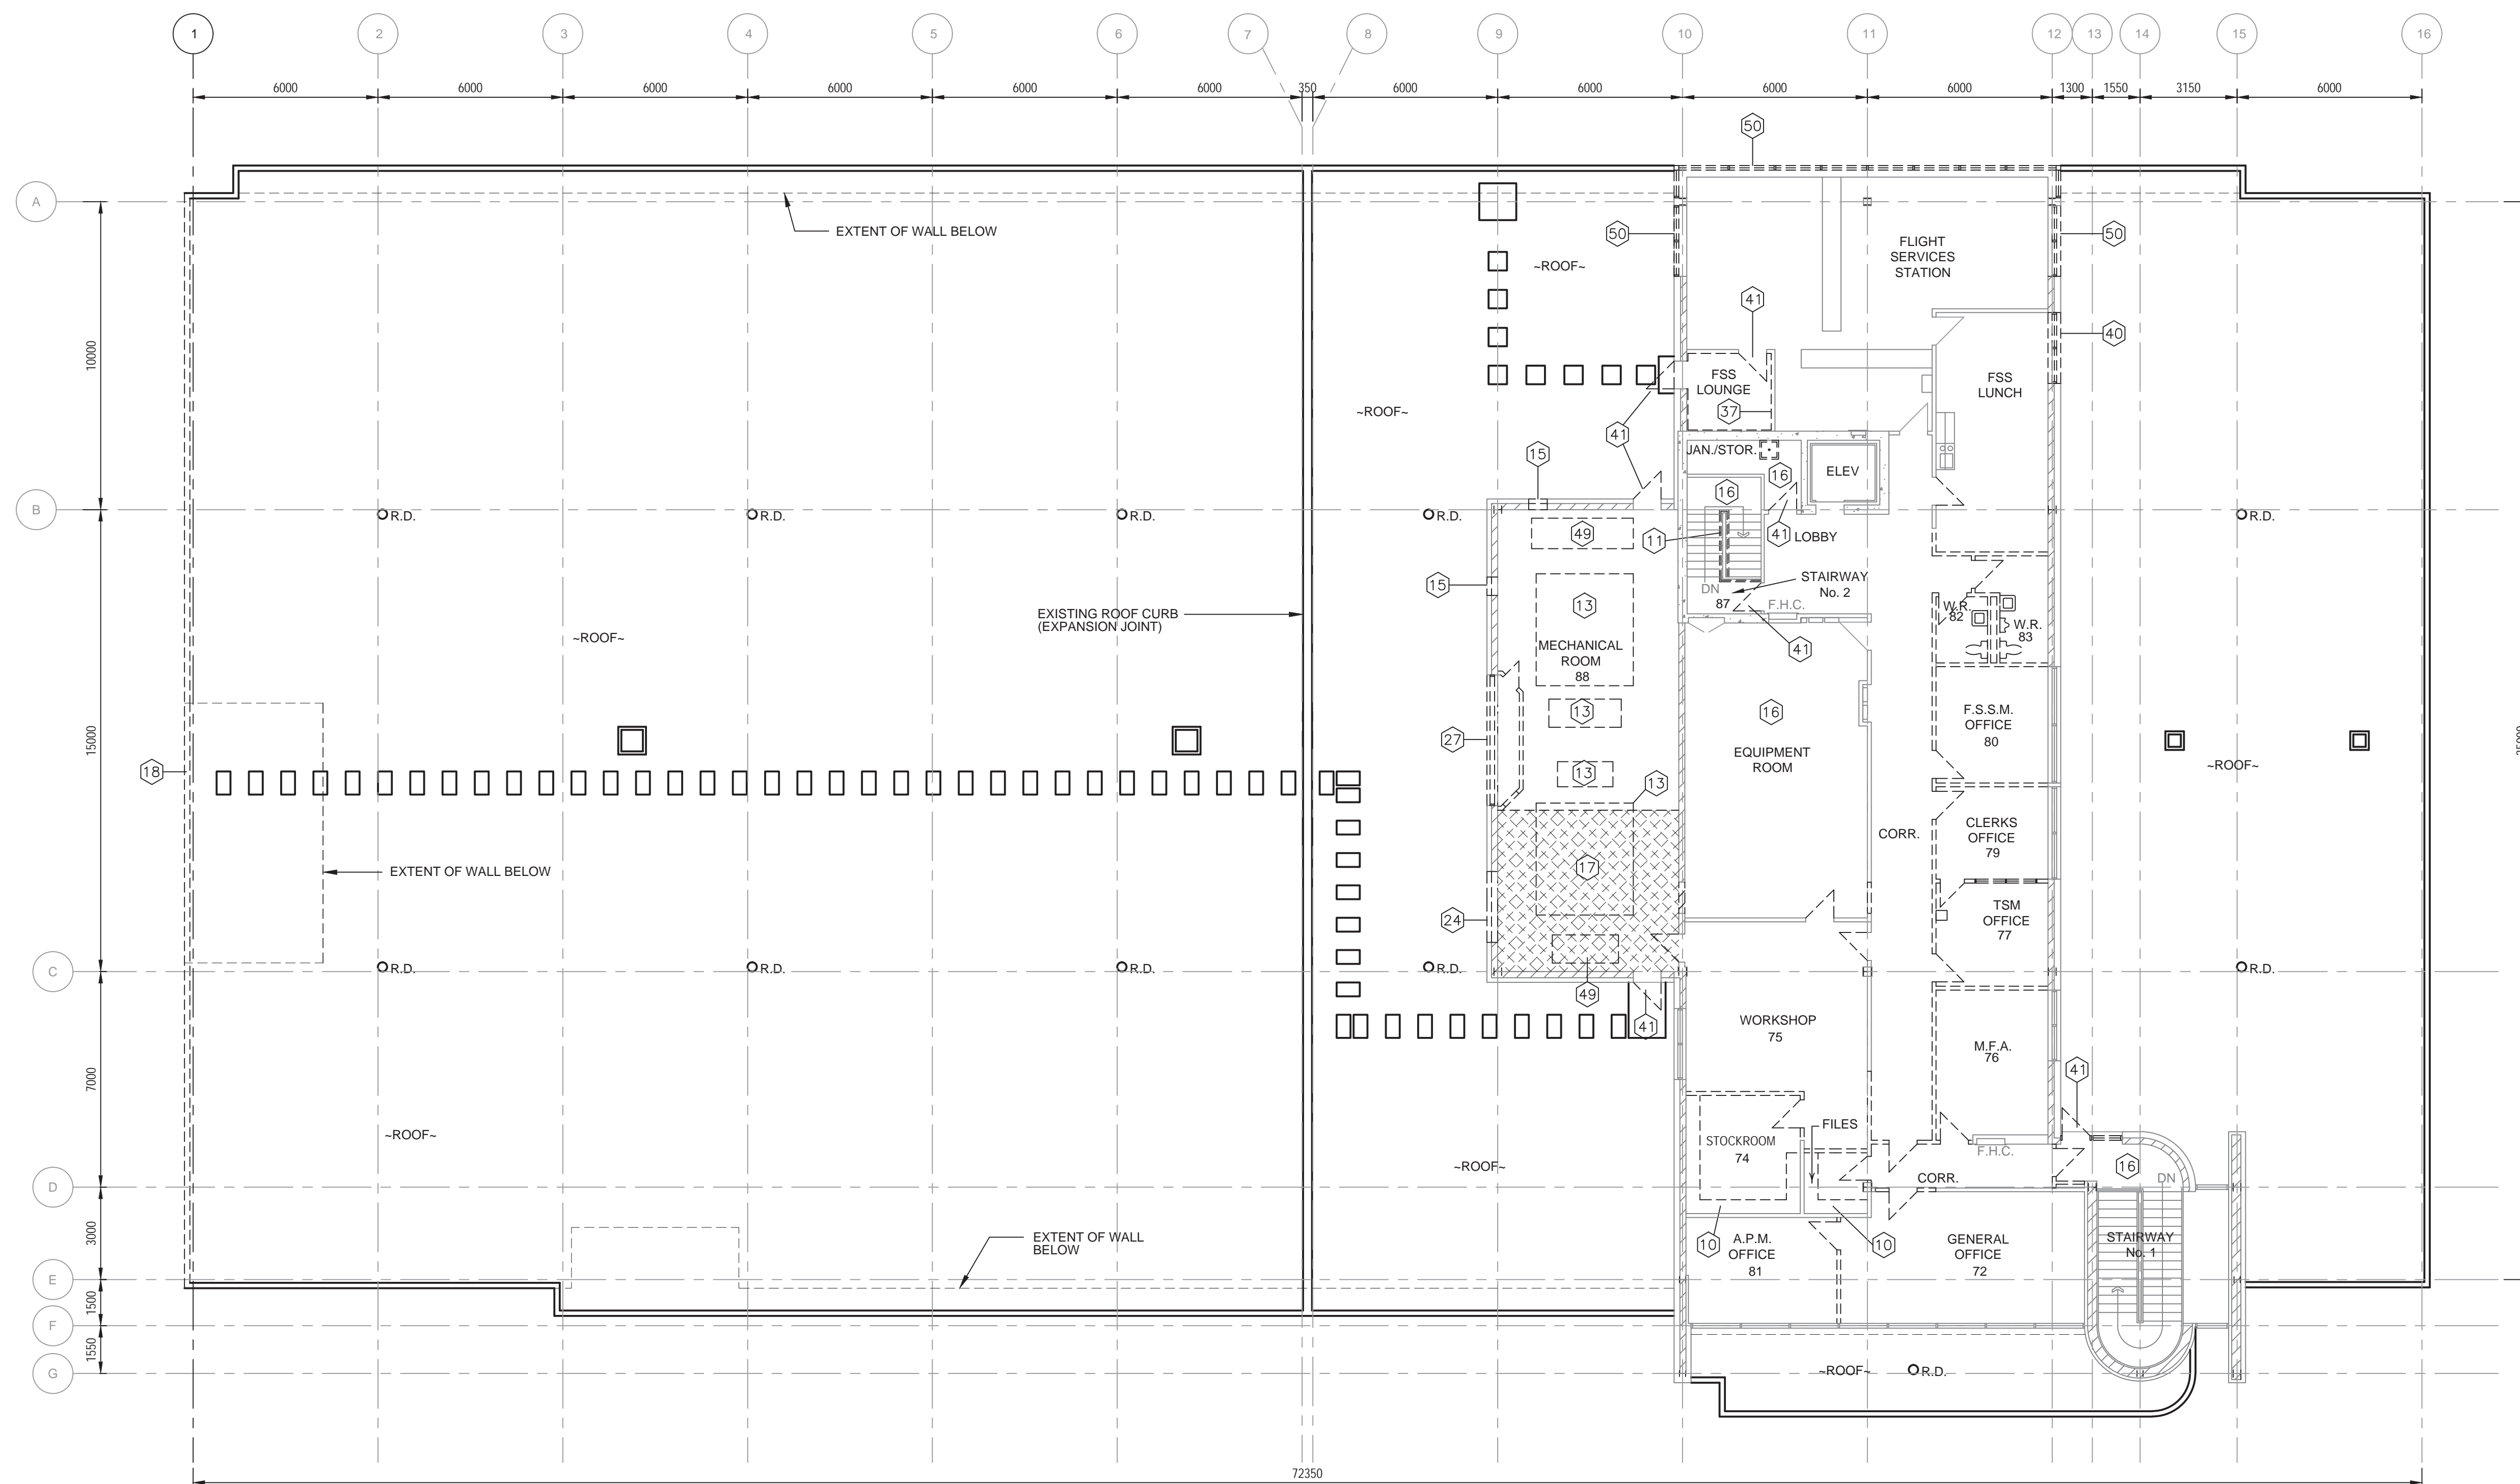 1 2 3 4 5 6 7 8 9 10 11 12 13 14 15 16
6000 6000 6000 6000 6000 6000 350 6000 6000 6000 6000 1300 1550 3150 6000
50
A
EXTENT OF WALL BELOW
50
FLIGHT
SERVICES
STATION
50
~ROOF~
41
40
10000
FSS
LOUNGE
37
FSS
LUNCH
~ROOF~
41
15
JAN./STOR.
16
ELEV
16
B
R.D. R.D. R.D. R.D.
R.D.
49
11
41
LOBBY
15
STAIRWAY
No. 2
DN
87
F.H.C.
13
EXISTING ROOF CURB
(EXPANSION JOINT)
W.R.
82
W.R.
83
~ROOF~
MECHANICAL
ROOM
88
41
13
16
F.S.S.M.
OFFICE
80
15000
27
EQUIPMENT
ROOM
~ROOF~
18
13
13
CORR.
CLERKS
OFFICE
79
EXTENT OF WALL BELOW
17
24
TSM
OFFICE
77
C
R.D. R.D. R.D. R.D.
R.D.
49
41
WORKSHOP
75
M.F.A.
76
7000
41
~ROOF~
FILES
STOCKROOM
74
F.H.C.
~ROOF~
16
CORR.
DN
D
3000
EXTENT OF WALL
BELOW
10
A.P.M.
OFFICE
81
10
GENERAL
OFFICE
72
STAIRWAY
No. 1
E
1500
F
1550
G
~ROOF~
R.D.
72350